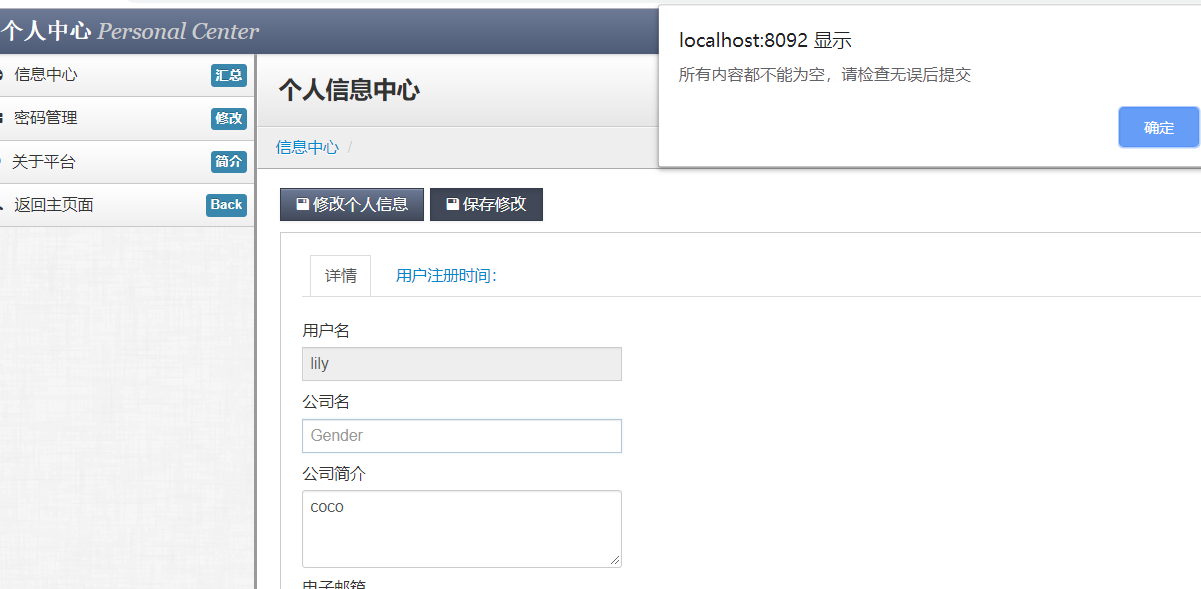 个人中心 Personal Center
localhost:8092 显示
所有内容都不能为空，请检查无误后提交
确定
信息中心 汇总
密码管理 修改
关于平台 简介
返回主页面 Back
个人信息中心
信息中心 /
修改个人信息 保存修改
详情 用户注册时间：
用户名
lily
公司名
Gender
公司简介
coco
电子邮箱